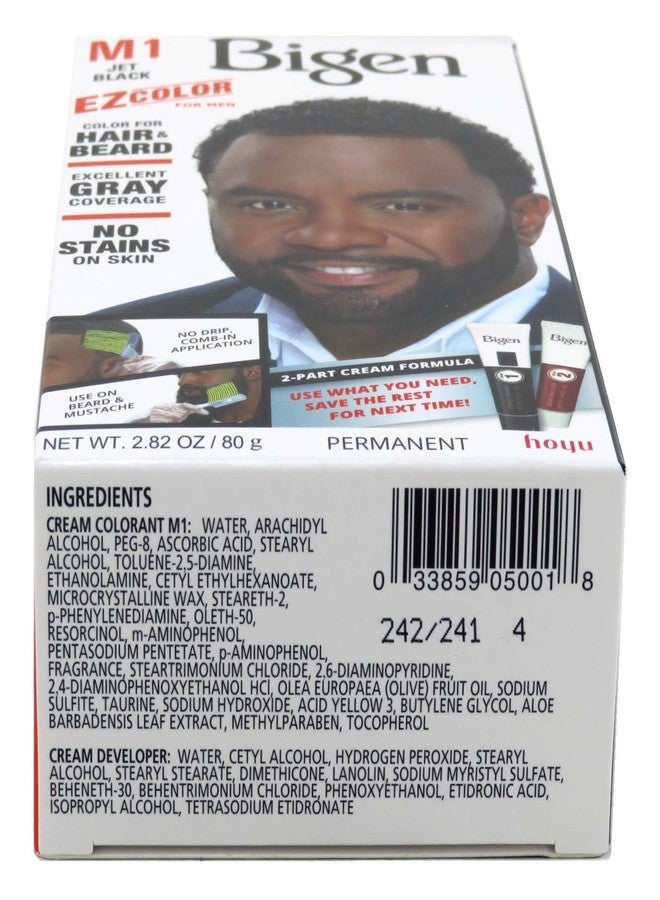 M1
JET
BLACK
Bigen
EZCOLOR
FOR MEN
COLOR FOR
HAIR &
BEARD
EXCELLENT
GRAY
COVERAGE
NO
STAINS
ON SKIN
NO DRIP,
COMB-IN
APPLICATION
USE ON
BEARD &
MUSTACHE
2-PART CREAM FORMULA
USE WHAT YOU NEED,
SAVE THE REST
FOR NEXT TIME!
Bigen
1
Bigen
2
NET WT. 2.82 OZ / 80 g
PERMANENT
hoyu
INGREDIENTS
CREAM COLORANT M1: WATER, ARACHIDYL
ALCOHOL, PEG-8, ASCORBIC ACID, STEARYL
ALCOHOL, TOLUENE-2,5-DIAMINE,
ETHANOLAMINE, CETYL ETHYLHEXANOATE,
MICROCRYSTALLINE WAX, STEARETH-2,
p-PHENYLENEDIAMINE, OLETH-50,
RESORCINOL, m-AMINOPHENOL,
PENTASODIUM PENTETATE, p-AMINOPHENOL,
FRAGRANCE, STEARTRIMONIUM CHLORIDE, 2,6-DIAMINOPYRIDINE,
2,4-DIAMINOPHENOXYETHANOL HCl, OLEA EUROPAEA (OLIVE) FRUIT OIL, SODIUM
SULFITE, TAURINE, SODIUM HYDROXIDE, ACID YELLOW 3, BUTYLENE GLYCOL, ALOE
BARBADENSIS LEAF EXTRACT, METHYLPARABEN, TOCOPHEROL
CREAM DEVELOPER: WATER, CETYL ALCOHOL, HYDROGEN PEROXIDE, STEARYL
ALCOHOL, STEARYL STEARATE, DIMETHICONE, LANOLIN, SODIUM MYRISTYL SULFATE,
BEHENETH-30, BEHENTRIMONIUM CHLORIDE, PHENOXYETHANOL, ETIDRONIC ACID,
ISOPROPYL ALCOHOL, TETRASODIUM ETIDRONATE
0 33859 05001 8
242/241 4